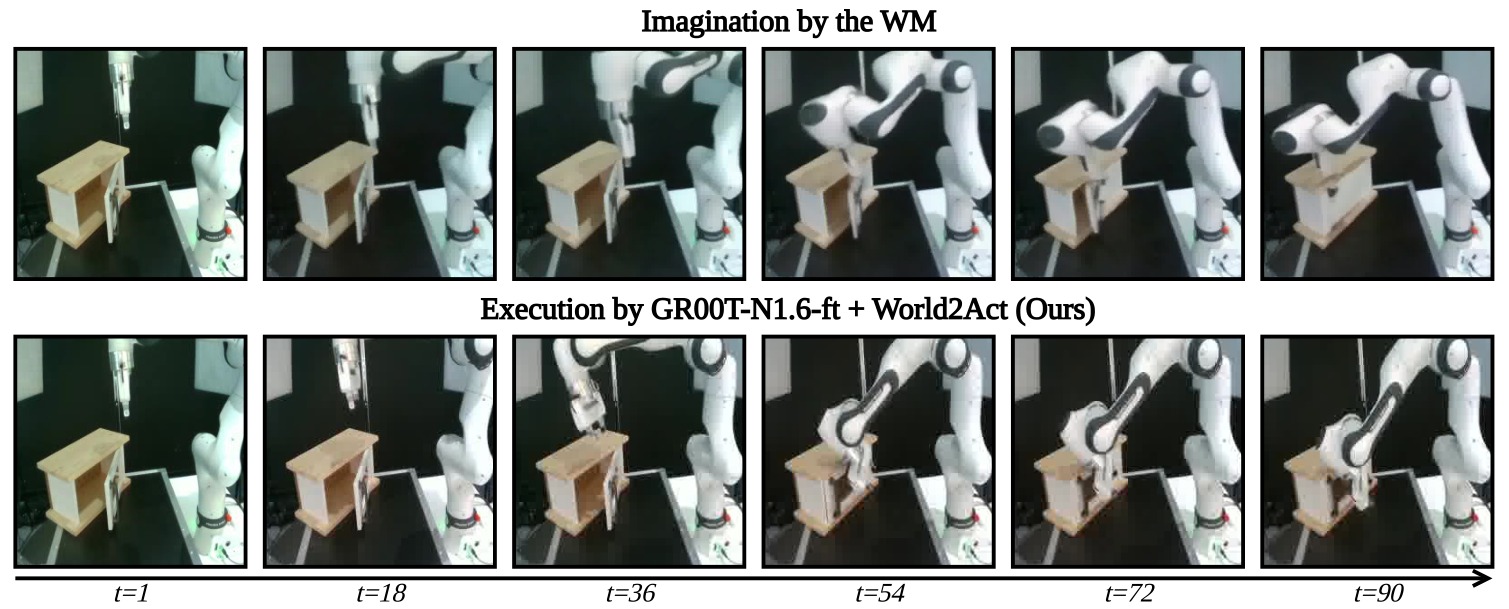 Imagination by the WM
Execution by GR00T-N1.6-ft + World2Act (Ours)
t=1
t=18
t=36
t=54
t=72
t=90